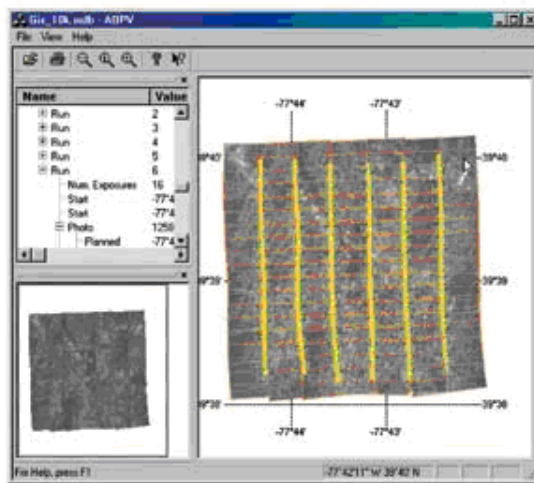 Gis_10k.mdb - ADPV
File View Help
Name Value
Run 2
Run 3
Run 4
Run 5
Run 6
Num. Exposures 16
Start -77°4
Start -77°4
Photo 1250
Planned -77°4
-77°44' -77°43'
39°40' -39°40'
39°39' -39°39
39°38' -39°38
-77°44' -77°43'
For Help, press F1 -77°42'11" W 39°40 N